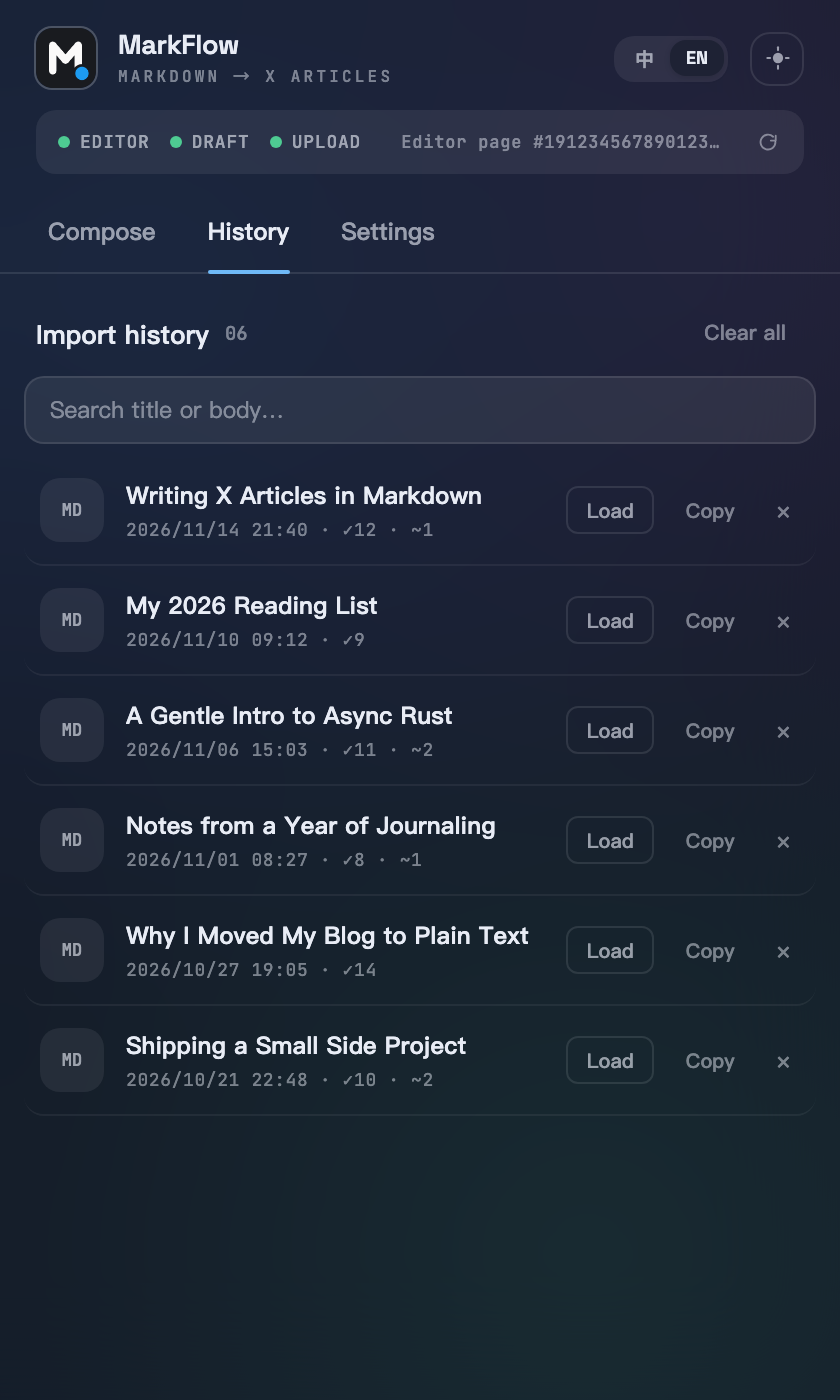 MarkFlow
MARKDOWN → X ARTICLES
中 EN
EDITOR DRAFT UPLOAD Editor page #191234567890123…
Compose History Settings
Import history 06 Clear all
Search title or body…
MD Writing X Articles in Markdown Load Copy ×
2026/11/14 21:40 · ✓12 · ~1
MD My 2026 Reading List Load Copy ×
2026/11/10 09:12 · ✓9
MD A Gentle Intro to Async Rust Load Copy ×
2026/11/06 15:03 · ✓11 · ~2
MD Notes from a Year of Journaling Load Copy ×
2026/11/01 08:27 · ✓8 · ~1
MD Why I Moved My Blog to Plain Text Load Copy ×
2026/10/27 19:05 · ✓14
MD Shipping a Small Side Project Load Copy ×
2026/10/21 22:48 · ✓10 · ~2